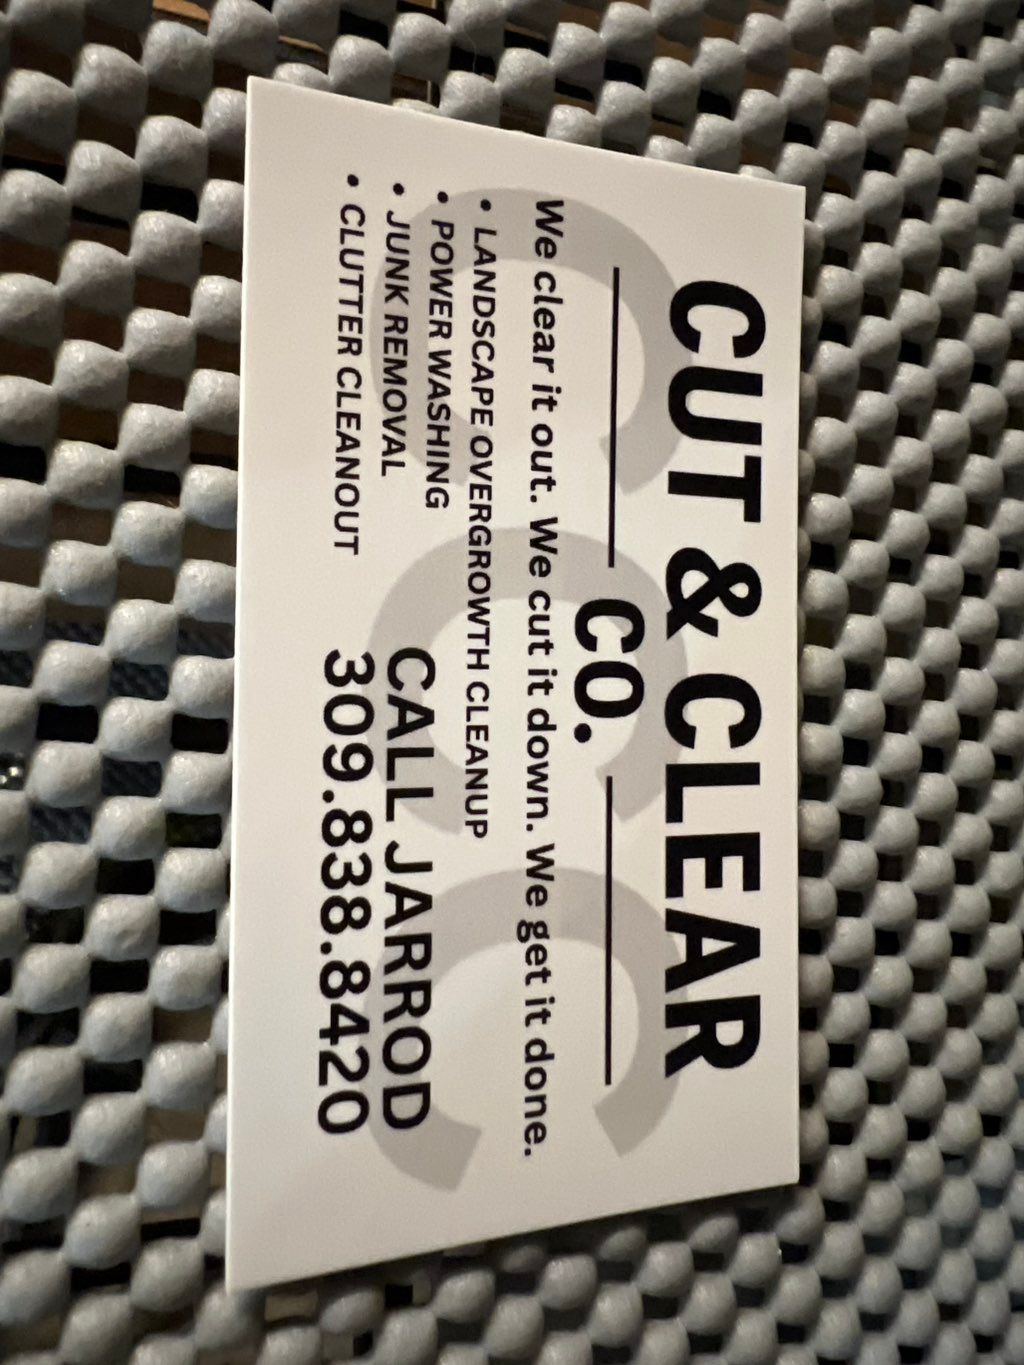 CUT & CLEAR
CO.
We clear it out. We cut it down. We get it done.
• LANDSCAPE OVERGROWTH CLEANUP
• POWER WASHING
• JUNK REMOVAL
• CLUTTER CLEANOUT
CALL JARROD
309.838.8420
CCC